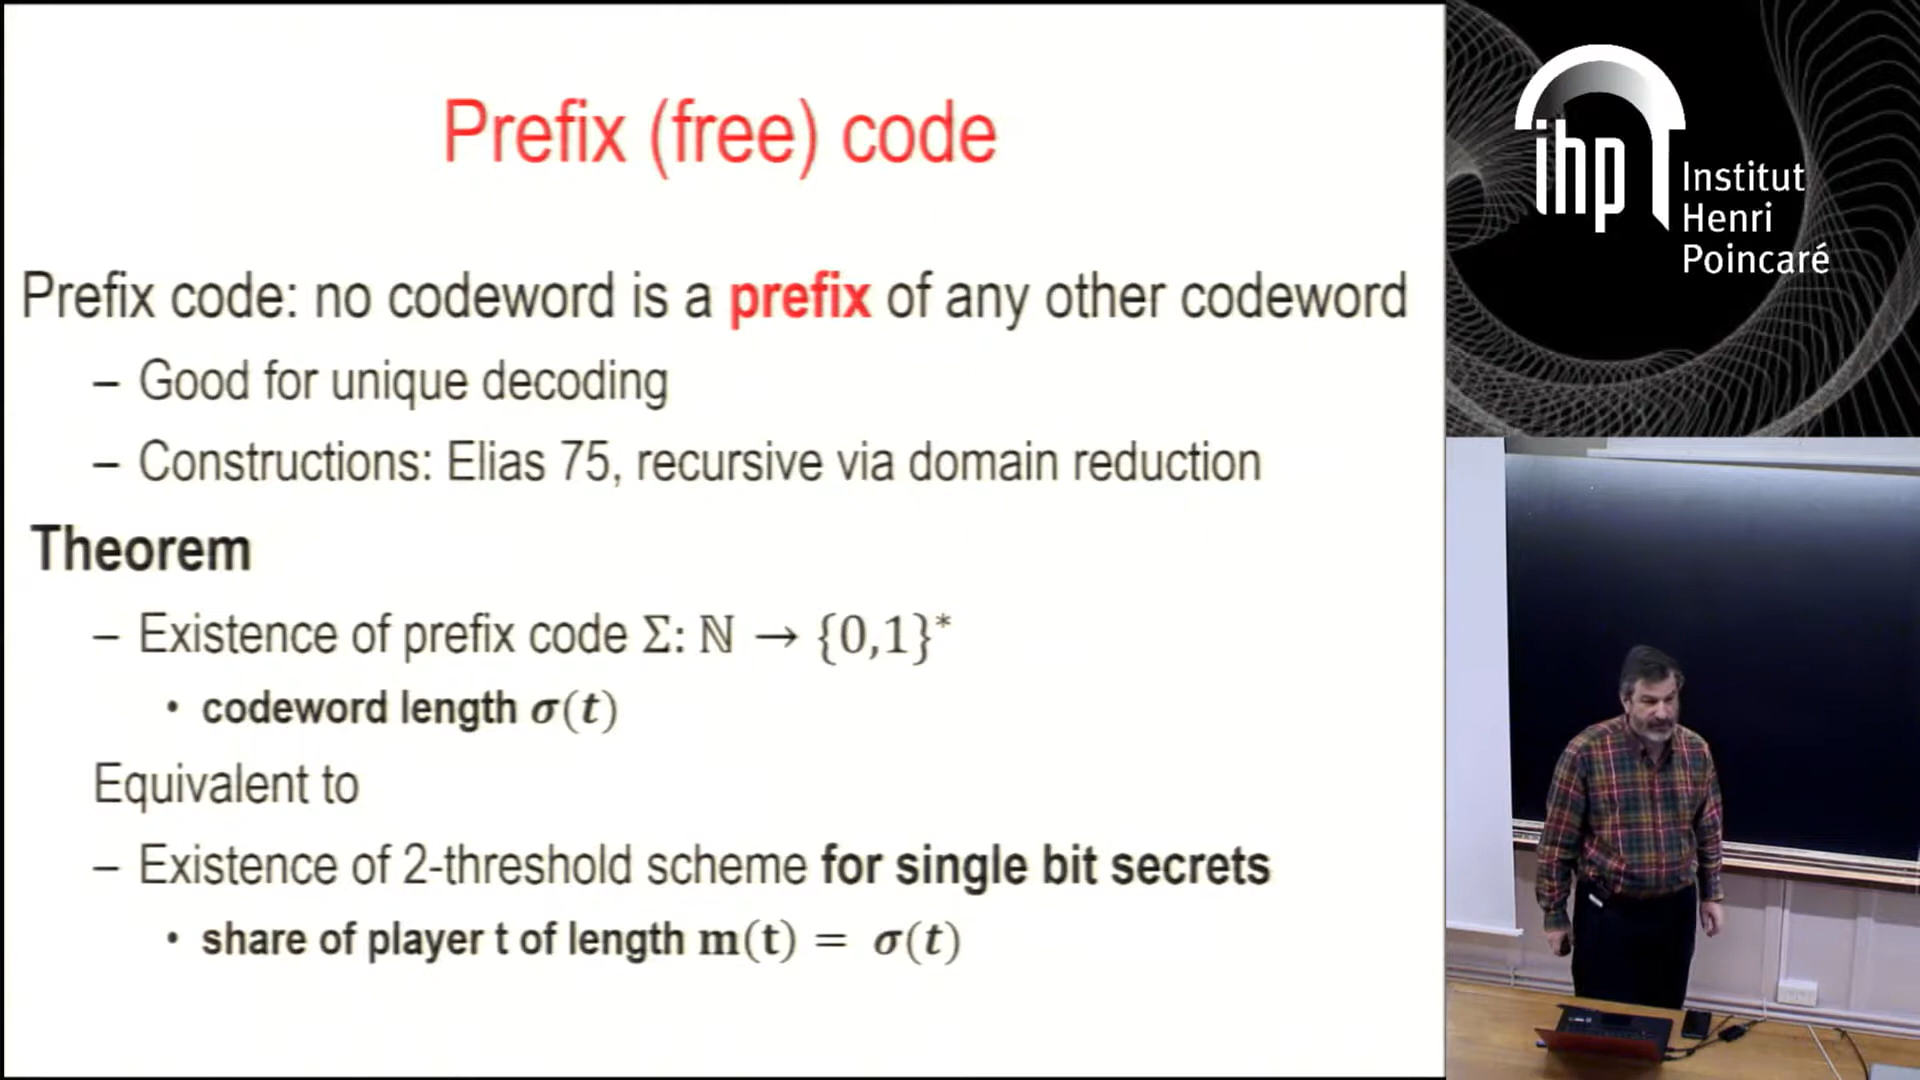 Prefix (free) code
Prefix code: no codeword is a prefix of any other codeword
– Good for unique decoding
– Constructions: Elias 75, recursive via domain reduction
Theorem
– Existence of prefix code Σ: ℕ → {0,1}*
• codeword length σ(t)
Equivalent to
– Existence of 2-threshold scheme for single bit secrets
• share of player t of length m(t) = σ(t)
ihp
Institut
Henri
Poincaré